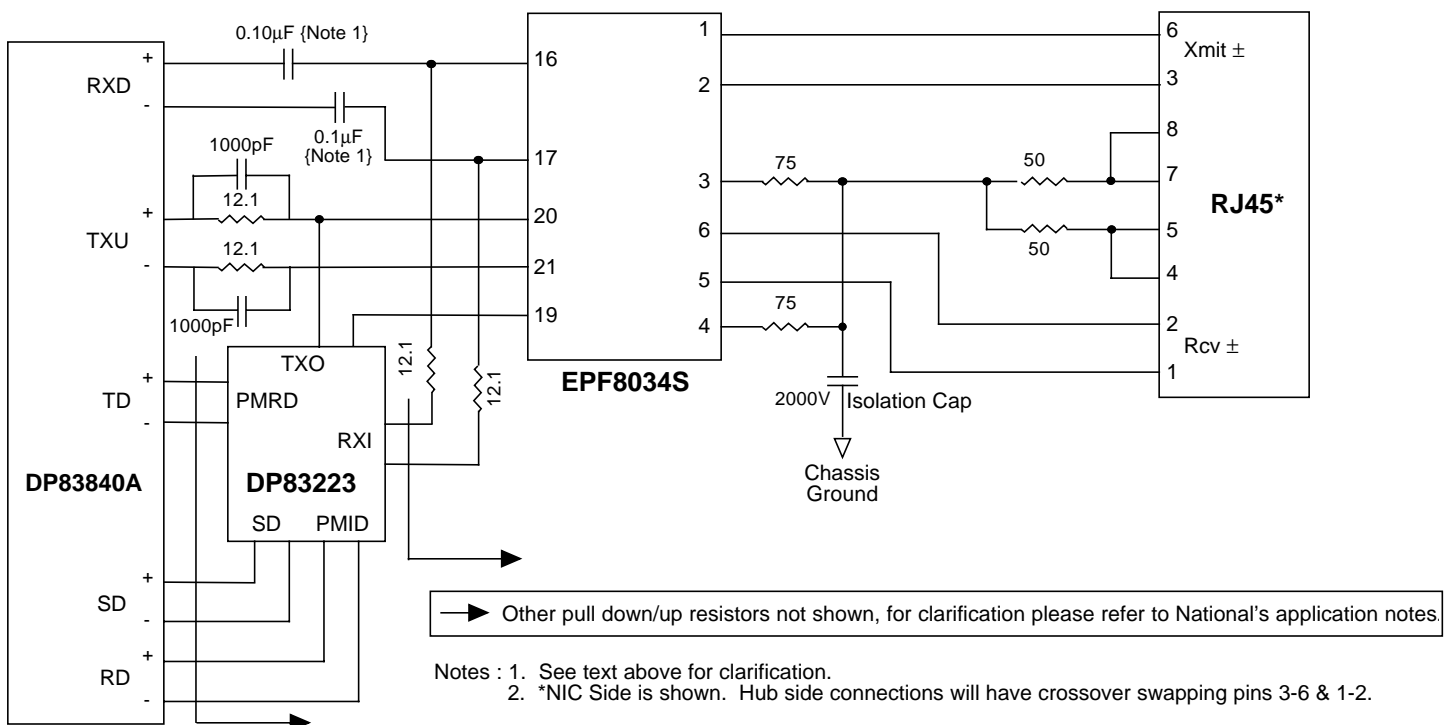 0.10µF {Note 1}
+
RXD
-
0.1µF
{Note 1}
1000pF
12.1
+
TXU
12.1
-
1000pF
+
TD
-
DP83840A
+
SD
-
+
RD
-
TXO
PMRD
RXI
DP83223
SD PMID
12.1
12.1
16
17
20
21
19
1
2
3
6
5
4
EPF8034S
75
75
50
50
2000V Isolation Cap
Chassis
Ground
6
Xmit ±
3
8
7
RJ45*
5
4
2
Rcv ±
1
Other pull down/up resistors not shown, for clarification please refer to National's application notes.
Notes : 1. See text above for clarification.
2. *NIC Side is shown. Hub side connections will have crossover swapping pins 3-6 & 1-2.